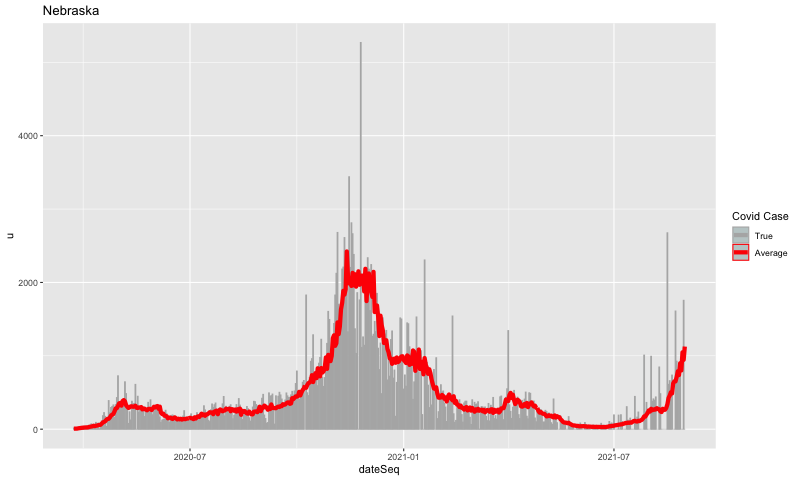 Nebraska
u
4000
2000
0
2020-07
2021-01
2021-07
dateSeq
Covid Case
True
Average